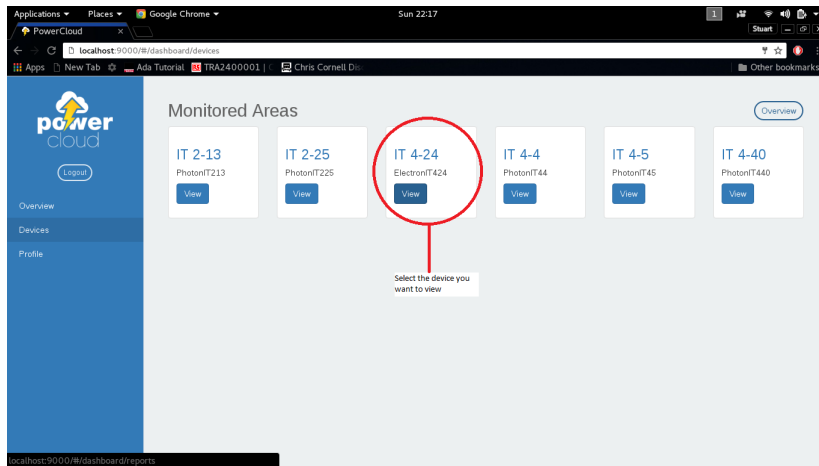 Applications Places Google Chrome Sun 22:17 1
PowerCloud × Stuart
localhost:9000/#/dashboard/devices
Apps New Tab Ada Tutorial RS TRA2400001 | Chris Cornell Dis Other bookmarks
power
cloud
Logout
Overview
Devices
Profile
Monitored Areas Overview
IT 2-13 IT 2-25 IT 4-24 IT 4-4 IT 4-5 IT 4-40
PhotonIT213 PhotonIT225 ElectronIT424 PhotonIT44 PhotonIT45 PhotonIT440
View View View View View View
Select the device you
want to view
localhost:9000/#/dashboard/reports